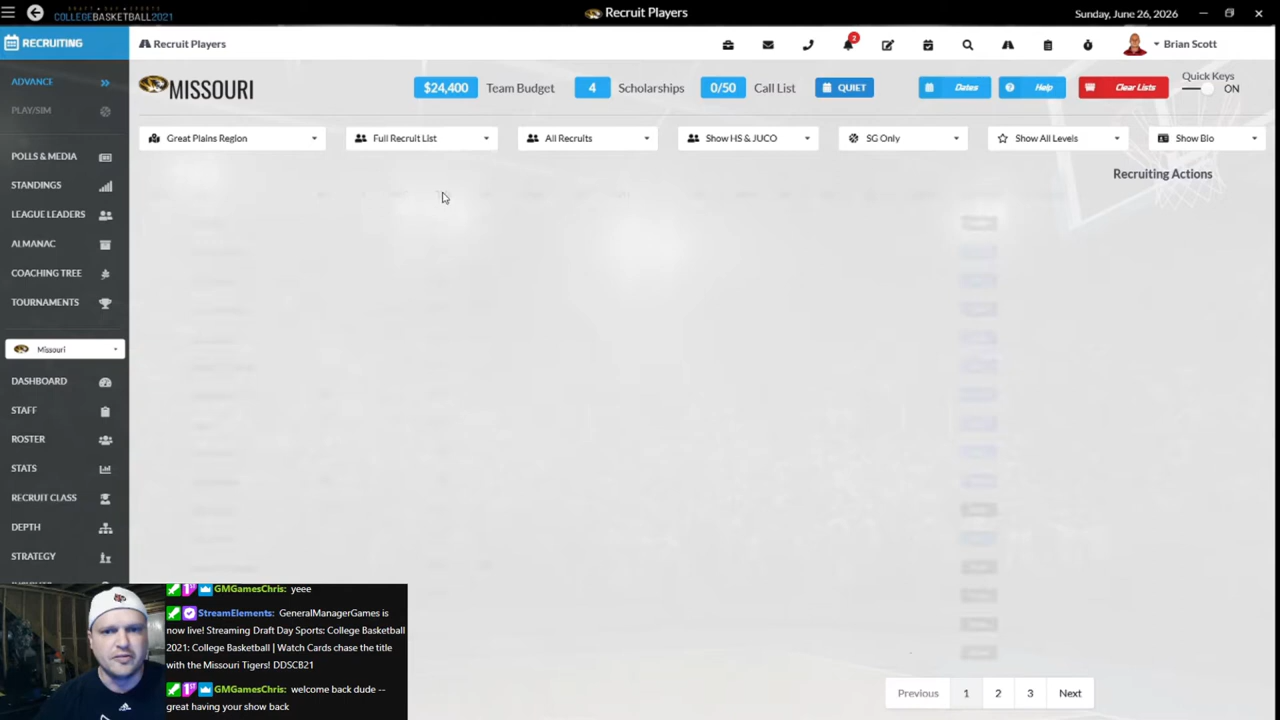 DRAFT DAY SPORTS
COLLEGEBASKETBALL2021
Recruit Players
Sunday, June 26, 2026
RECRUITING
Recruit Players
2
Brian Scott
ADVANCE
PLAY/SIM
MISSOURI
$24,400 Team Budget
4 Scholarships
0/50 Call List
QUIET
Dates
Help
Clear Lists
Quick Keys
ON
Great Plains Region
Full Recruit List
All Recruits
Show HS & JUCO
SG Only
Show All Levels
Show Bio
Recruiting Actions
POLLS & MEDIA
STANDINGS
LEAGUE LEADERS
ALMANAC
COACHING TREE
TOURNAMENTS
Missouri
DASHBOARD
STAFF
ROSTER
STATS
RECRUIT CLASS
DEPTH
STRATEGY
GMGamesChris: yeee
StreamElements: GeneralManagerGames is
now live! Streaming Draft Day Sports: College Basketball
2021: College Basketball | Watch Cards chase the title
with the Missouri Tigers! DDSCB21
GMGamesChris: welcome back dude --
great having your show back
Previous 1 2 3 Next